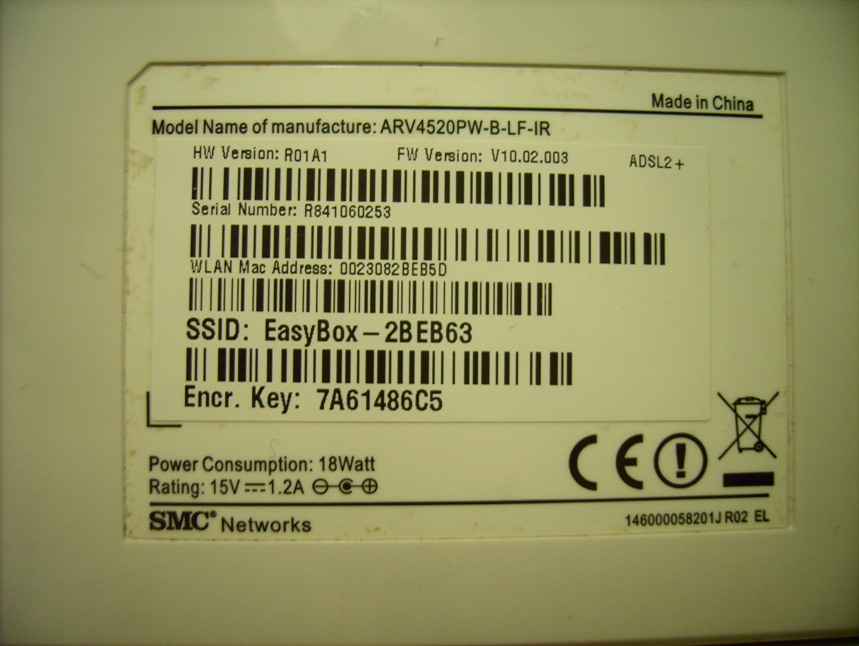 Made in China
Model Name of manufacture: ARV4520PW-B-LF-IR
HW Version: R01A1 FW Version: V10.02.003 ADSL2+
Serial Number: R841060253
WLAN Mac Address: 0023082BEB5D
SSID: EasyBox-2BEB63
Encr. Key: 7A61486C5
Power Consumption: 18Watt
Rating: 15V 1.2A
CE
SMC® Networks
146000058201J R02 EL